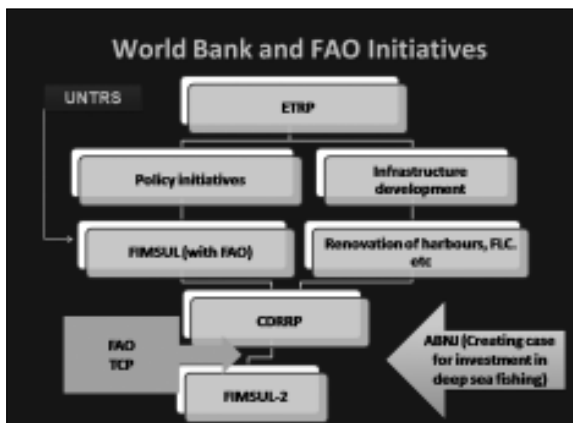 World Bank and FAO Initiatives
UNTRS
ETRP
Policy initiatives
Infrastructure
development
FIMSUL (with FAO)
Renovation of harbours, FLC.
etc
CDRRP
FAO
TCP
ABNJ (Creating case
for investment in
deep sea fishing)
FIMSUL-2